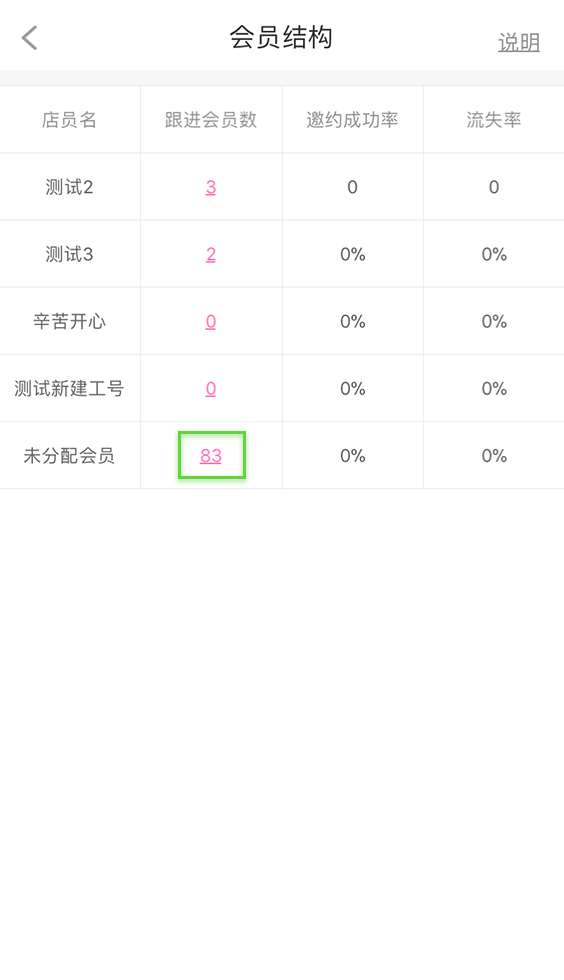 会员结构
说明
店员名 跟进会员数 邀约成功率 流失率
测试2 3 0 0
测试3 2 0% 0%
辛苦开心 0 0% 0%
测试新建工号 0 0% 0%
未分配会员 83 0% 0%